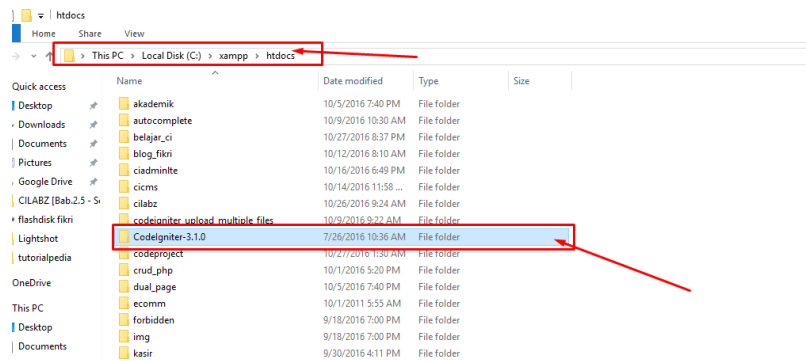 htdocs
Home Share View
This PC > Local Disk (C:) > xampp > htdocs
Quick access
Desktop
Downloads
Documents
Pictures
Google Drive
CILABZ [Bab.2.5 - S
flashdisk fikri
Lightshot
tutorialpedia
OneDrive
This PC
Desktop
Documents
Name Date modified Type Size
akademik 10/5/2016 7:40 PM File folder
autocomplete 10/9/2016 10:30 AM File folder
belajar_ci 10/27/2016 8:37 PM File folder
blog_fikri 10/12/2016 8:10 AM File folder
ciadminlte 10/16/2016 6:49 PM File folder
cicms 10/14/2016 11:58 ... File folder
cilabz 10/26/2016 9:24 AM File folder
codeigniter_upload_multiple_files 10/9/2016 9:22 AM File folder
CodeIgniter-3.1.0 7/26/2016 10:36 AM File folder
codeproject 10/27/2016 1:30 AM File folder
crud_php 10/1/2016 5:20 PM File folder
dual_page 10/5/2016 7:40 PM File folder
ecomm 10/1/2011 5:55 AM File folder
forbidden 9/18/2016 7:00 PM File folder
img 9/18/2016 7:00 PM File folder
kasir 9/30/2016 4:11 PM File folder